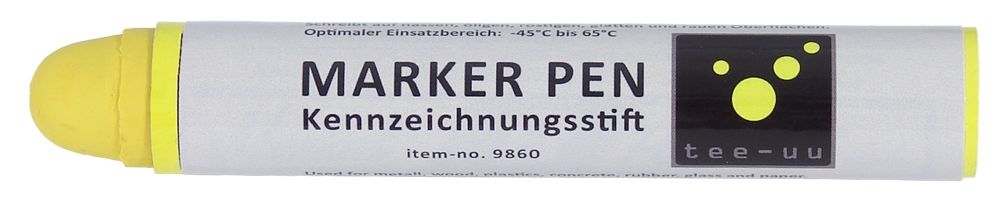 Schreibt auf nassen, öligen, rostigen, glatten und rauen Oberflächen.
Optimaler Einsatzbereich: -45°C bis 65°C
MARKER PEN
Kennzeichnungsstift
item-no. 9860
tee-uu
Used for metall, wood, plastics, concrete, rubber, glass and paper.